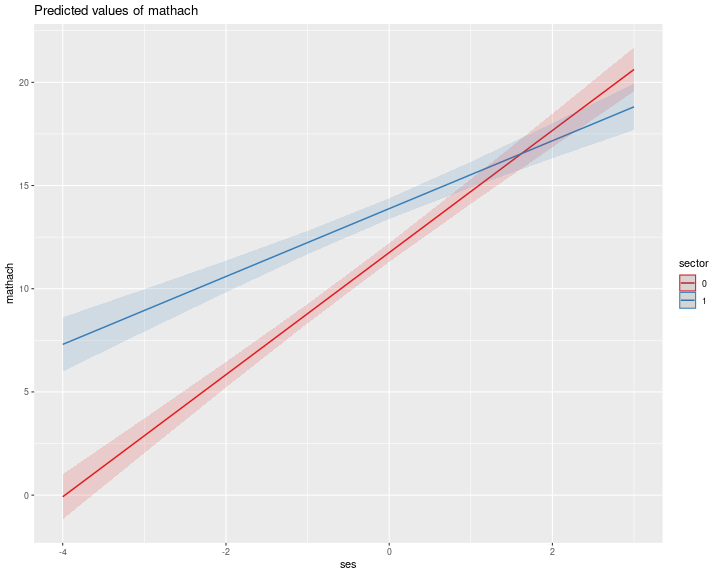 Predicted values of mathach
mathach
20
15
10
5
0
-4
-2
0
2
ses
sector
0
1